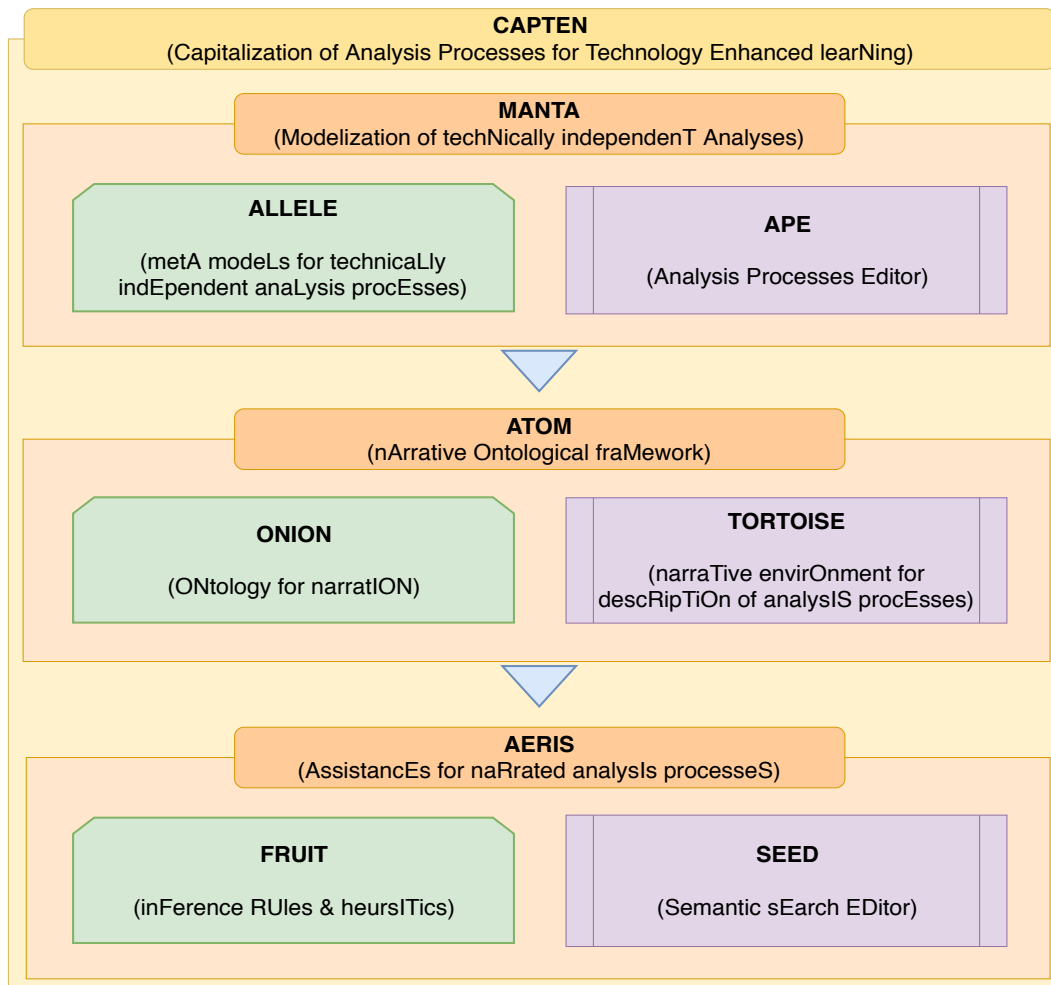 CAPTEN
(Capitalization of Analysis Processes for Technology Enhanced learNing)
MANTA
(Modelization of techNically independenT Analyses)
ALLELE
(metA modeLs for technicaLly
indEpendent anaLysis procEsses)
APE
(Analysis Processes Editor)
ATOM
(nArrative Ontological fraMework)
ONION
(ONtology for narratION)
TORTOISE
(narraTive envirOnment for
descRipTiOn of analysIS procEsses)
AERIS
(AssistancEs for naRrated analysIs processeS)
FRUIT
(inFerence RUles & heursITics)
SEED
(Semantic sEarch EDitor)